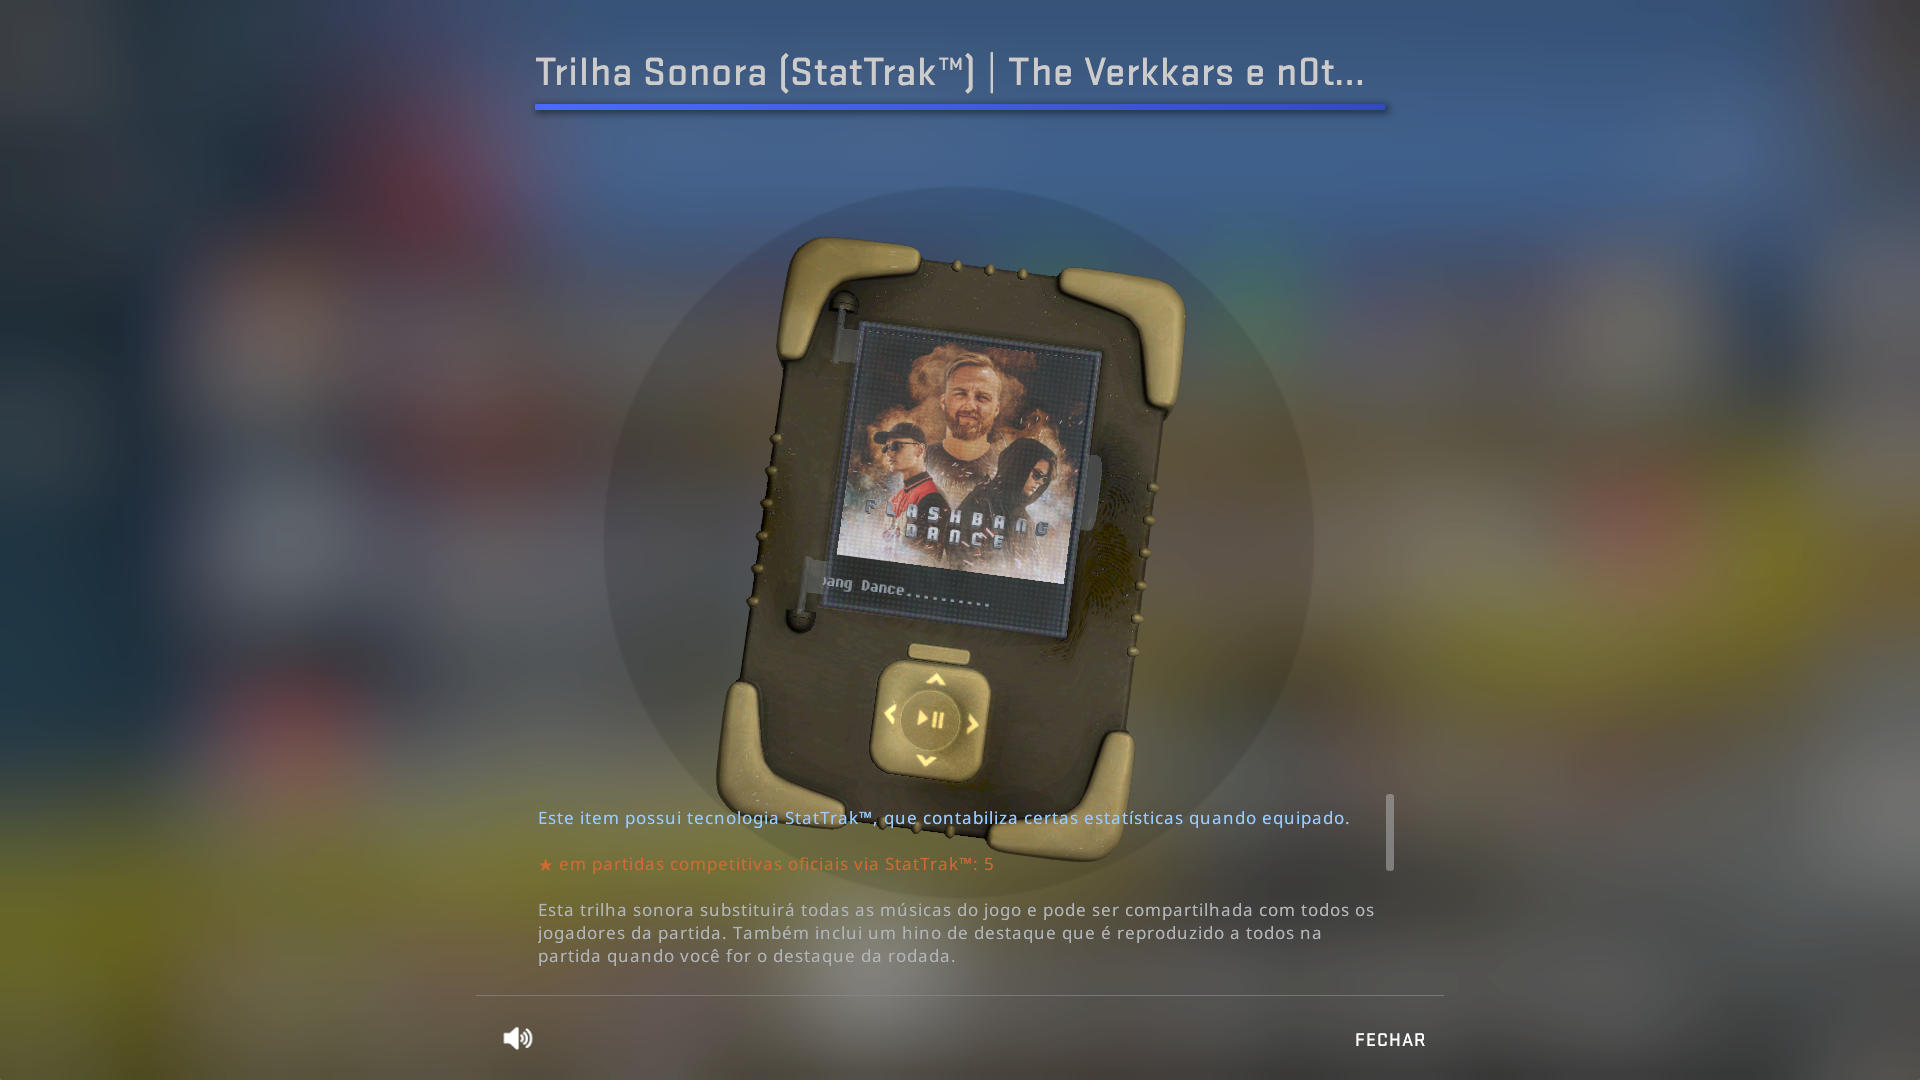 Trilha Sonora (StatTrak™) | The Verkkars e n0t...
FLASHBANG
DANCE
bang Dance..........
Este item possui tecnologia StatTrak™, que contabiliza certas estatísticas quando equipado.
★ em partidas competitivas oficiais via StatTrak™: 5
Esta trilha sonora substituirá todas as músicas do jogo e pode ser compartilhada com todos os
jogadores da partida. Também inclui um hino de destaque que é reproduzido a todos na
partida quando você for o destaque da rodada.
FECHAR